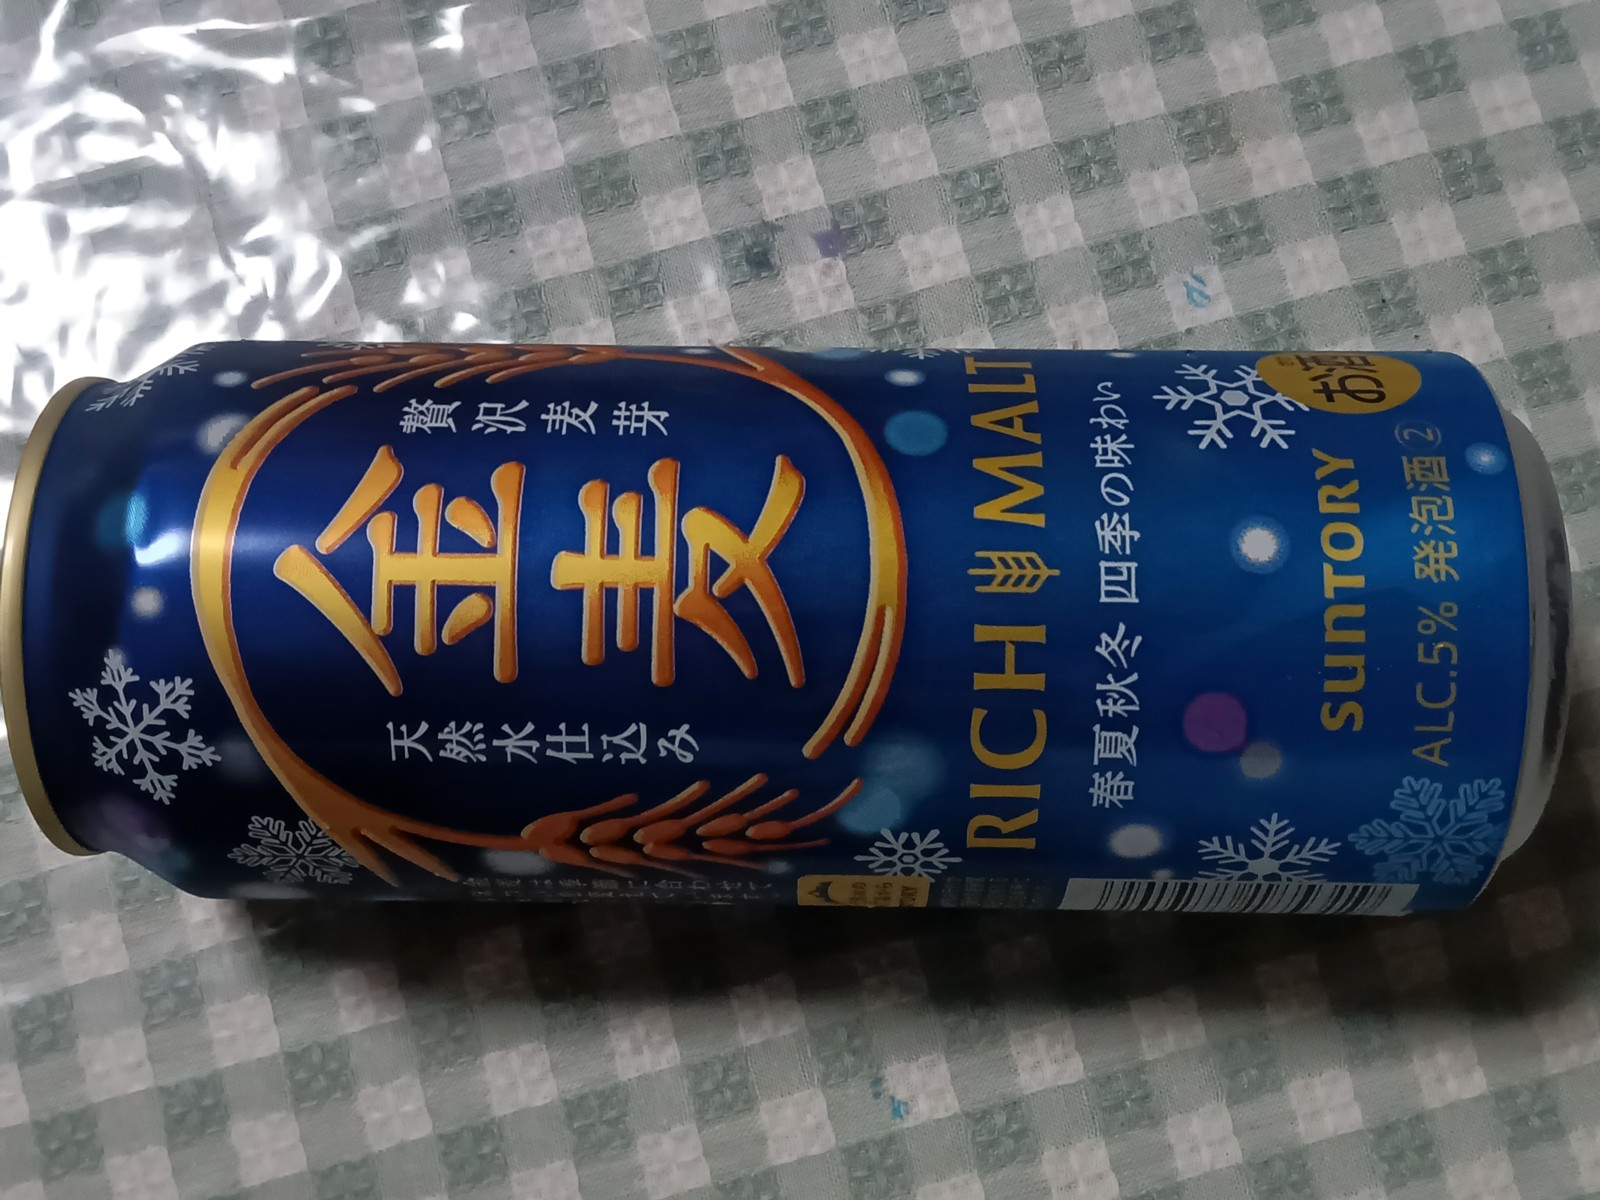 贅沢麦芽
金麦
天然水仕込み
RICH MALT
春夏秋冬 四季の味わい
お酒
SUNTORY
ALC.5% 発泡酒②